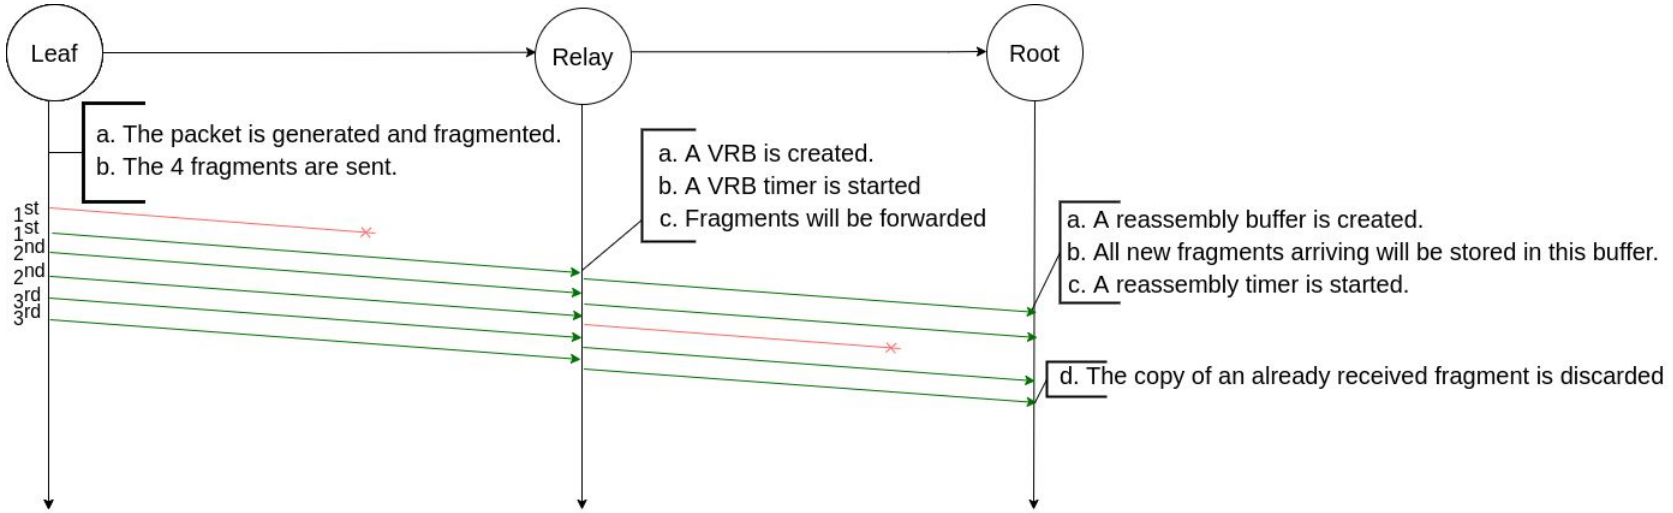 Leaf
Relay
Root
a. The packet is generated and fragmented.
b. The 4 fragments are sent.
a. A VRB is created.
b. A VRB timer is started
c. Fragments will be forwarded
1st
1st
2nd
2nd
3rd
3rd
a. A reassembly buffer is created.
b. All new fragments arriving will be stored in this buffer.
c. A reassembly timer is started.
d. The copy of an already received fragment is discarded